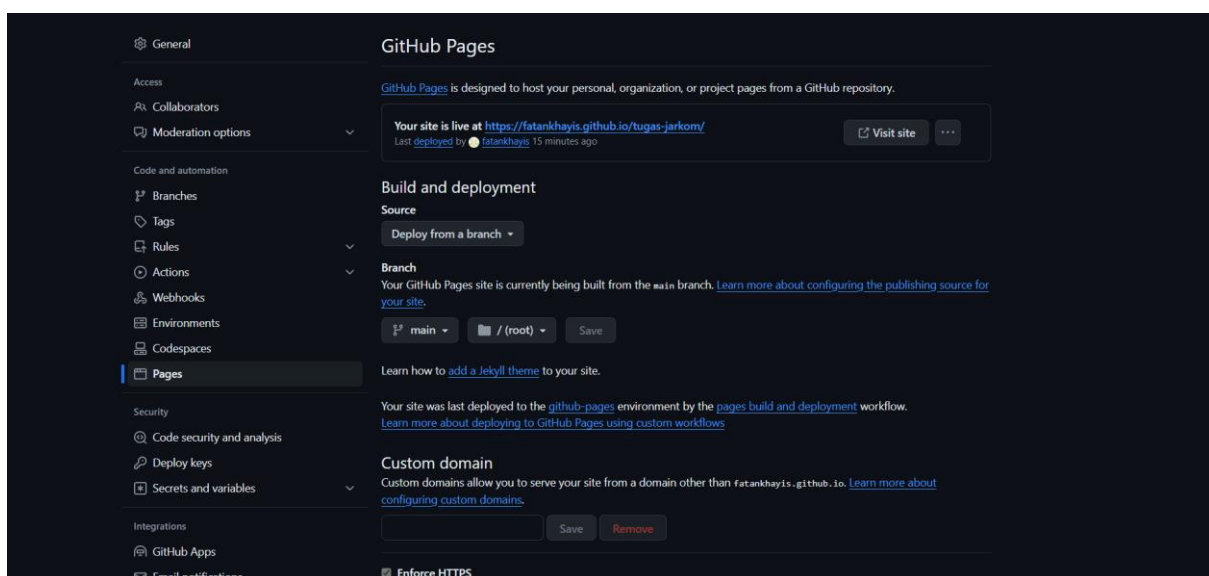 General
Access
Collaborators
Moderation options
Code and automation
Branches
Tags
Rules
Actions
Webhooks
Environments
Codespaces
Pages
Security
Code security and analysis
Deploy keys
Secrets and variables
Integrations
GitHub Apps
Email notifications
GitHub Pages
GitHub Pages is designed to host your personal, organization, or project pages from a GitHub repository.
Your site is live at https://fatankhayis.github.io/tugas-jarkom/
Last deployed by fatankhayis 15 minutes ago
Visit site
Build and deployment
Source
Deploy from a branch
Branch
Your GitHub Pages site is currently being built from the main branch. Learn more about configuring the publishing source for
your site.
main / (root) Save
Learn how to add a Jekyll theme to your site.
Your site was last deployed to the github-pages environment by the pages build and deployment workflow.
Learn more about deploying to GitHub Pages using custom workflows
Custom domain
Custom domains allow you to serve your site from a domain other than fatankhayis.github.io. Learn more about
configuring custom domains.
Save Remove
Enforce HTTPS